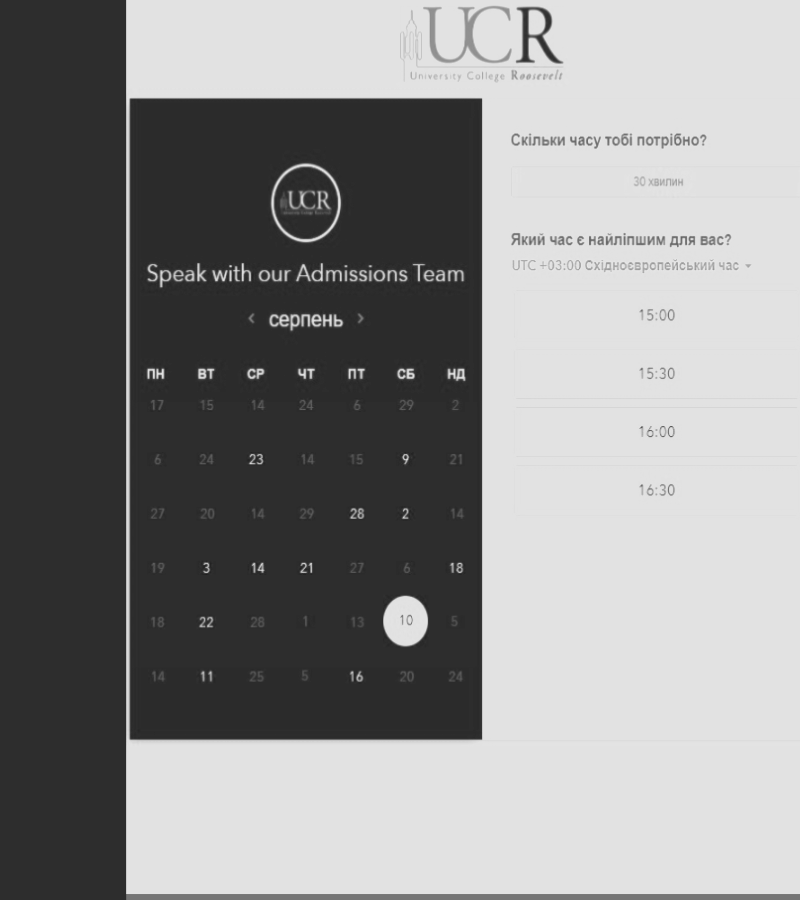 UCR
University College Roosevelt
UCR
Speak with our Admissions Team
‹ серпень ›
ПН ВТ СР ЧТ ПТ СБ НД
17 15 14 24 6 29 2
6 24 23 14 15 9 21
27 20 14 29 28 2 14
19 3 14 21 27 6 18
18 22 28 1 13 10 5
14 11 25 5 16 20 24
Скільки часу тобі потрібно?
30 хвилин
Який час є найліпшим для вас?
UTC +03:00 Східноєвропейський час
15:00
15:30
16:00
16:30